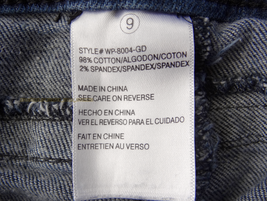 9
STYLE# WP-8004-GD
98% COTTON/ALGODON/COTON
2% SPANDEX/SPANDEX/SPANDEX
MADE IN CHINA
SEE CARE ON REVERSE
HECHO EN CHINA
VER EL REVERSO PARA EL CUIDADO
FAIT EN CHINE
ENTRETIEN AU VERSO